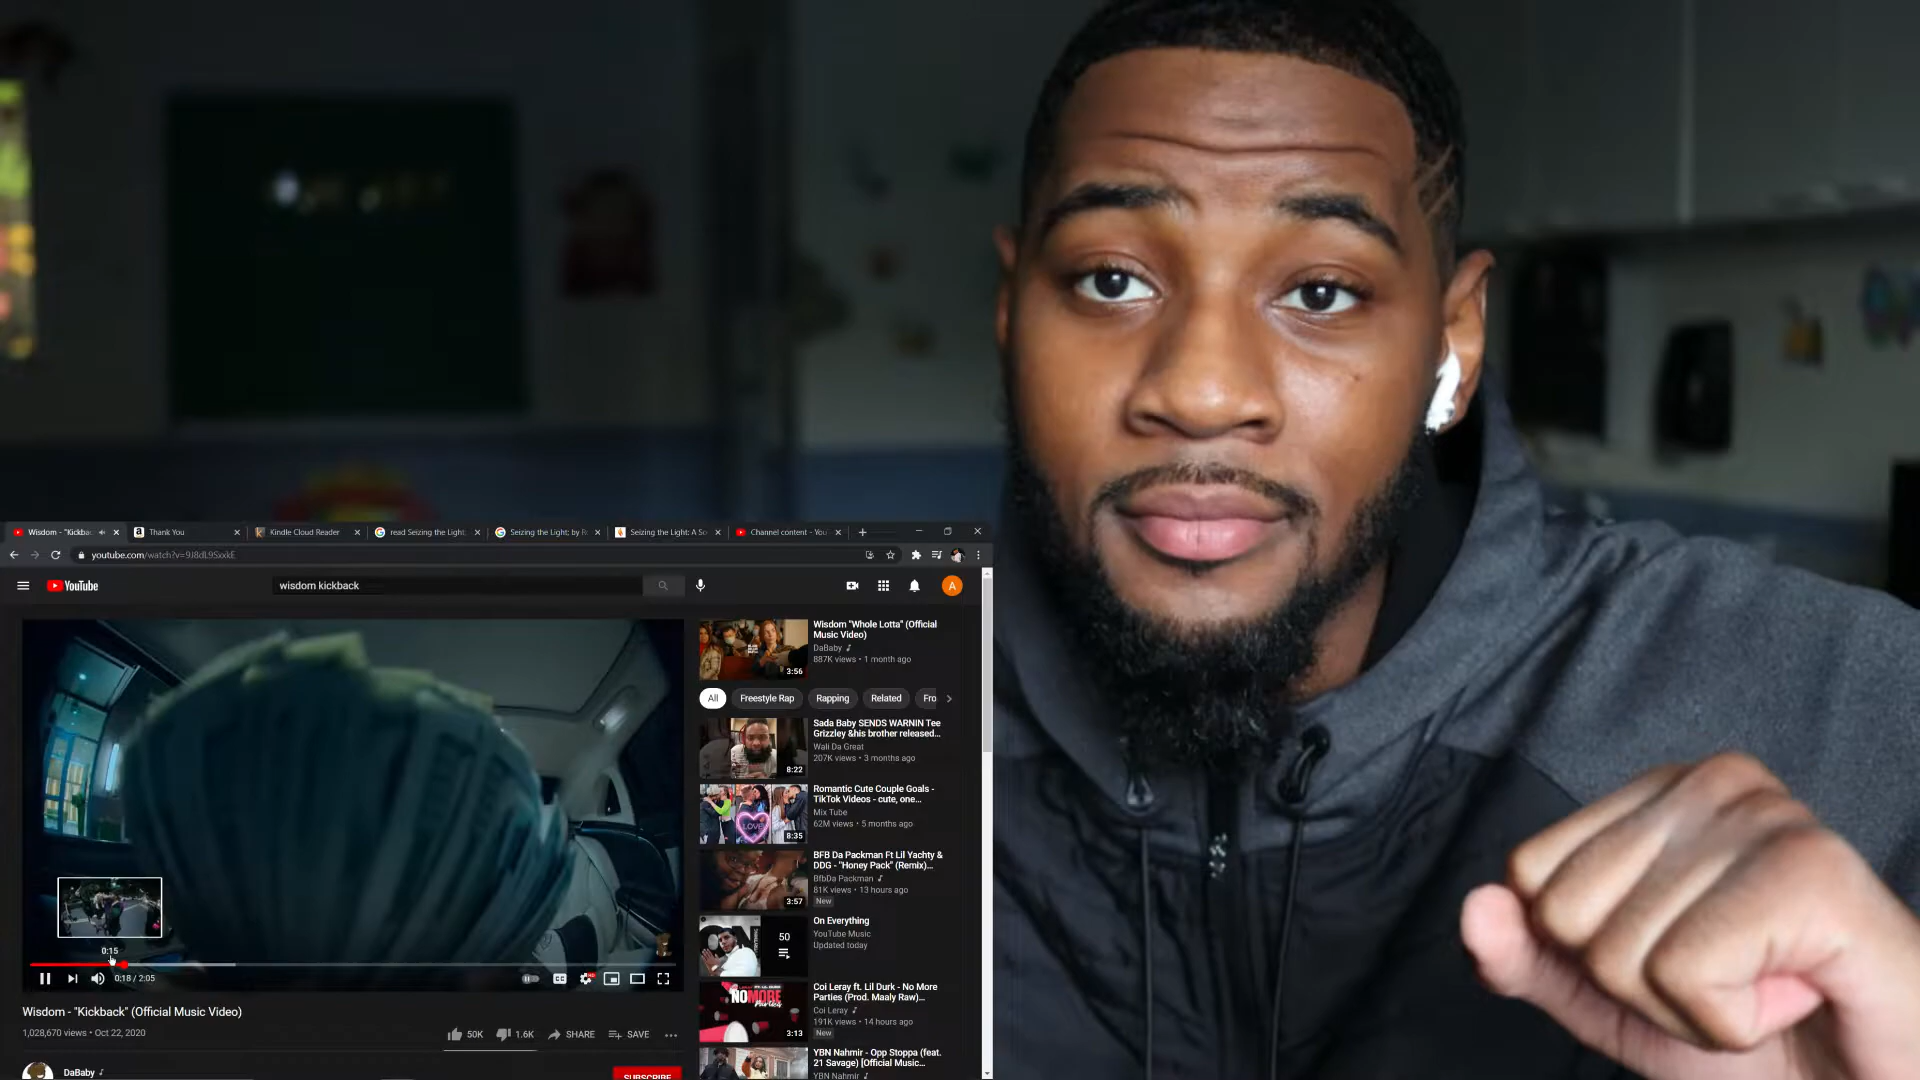 Wisdom - "Kickbac
Thank You
Kindle Cloud Reader
read Seizing the Light:
Seizing the Light: by R
Seizing the Light: A So
Channel content - You
youtube.com/watch?v=9J8dL9SxxkE
YouTube
wisdom kickback
A
Wisdom "Whole Lotta" (Official
Music Video)
DaBaby
887K views • 1 month ago
3:56
All
Freestyle Rap
Rapping
Related
Fro
Sada Baby SENDS WARNIN Tee
Grizzley &his brother released...
Wali Da Great
207K views • 3 months ago
8:22
Romantic Cute Couple Goals -
TikTok Videos - cute, one...
Mix Tube
62M views • 5 months ago
LOVE
8:35
BFB Da Packman Ft Lil Yachty &
DDG - "Honey Pack" (Remix)...
BfbDa Packman
81K views • 13 hours ago
New
3:57
On Everything
YouTube Music
Updated today
50
Coi Leray ft. Lil Durk - No More
Parties (Prod. Maaly Raw)...
Coi Leray
191K views • 14 hours ago
New
NO MORE
Parties
3:13
YBN Nahmir - Opp Stoppa (feat.
21 Savage) [Official Music...
YBN Nahmir
0:15
0:18 / 2:05
CC
HD
Wisdom - "Kickback" (Official Music Video)
1,028,670 views • Oct 22, 2020
50K
1.6K
SHARE
SAVE
DaBaby
SUBSCRIBE